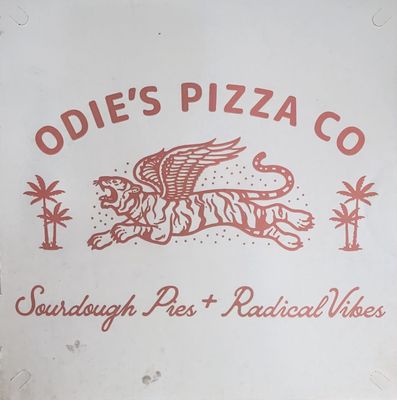 ODIE'S PIZZA CO
Sourdough Pies + Radical Vibes